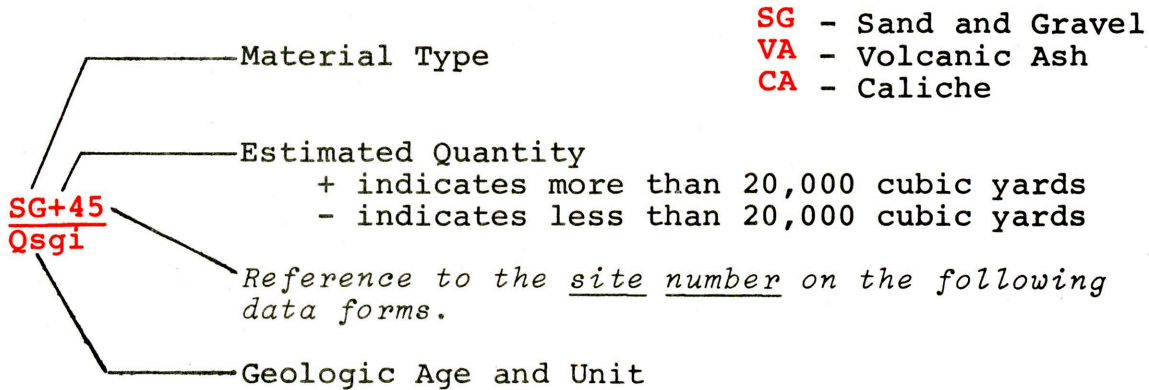 SG - Sand and Gravel
Material Type
VA - Volcanic Ash
CA - Caliche
Estimated Quantity
+ indicates more than 20,000 cubic yards
SG+45
- indicates less than 20,000 cubic yards
Qsgi
Reference to the site number on the following
data forms.
Geologic Age and Unit